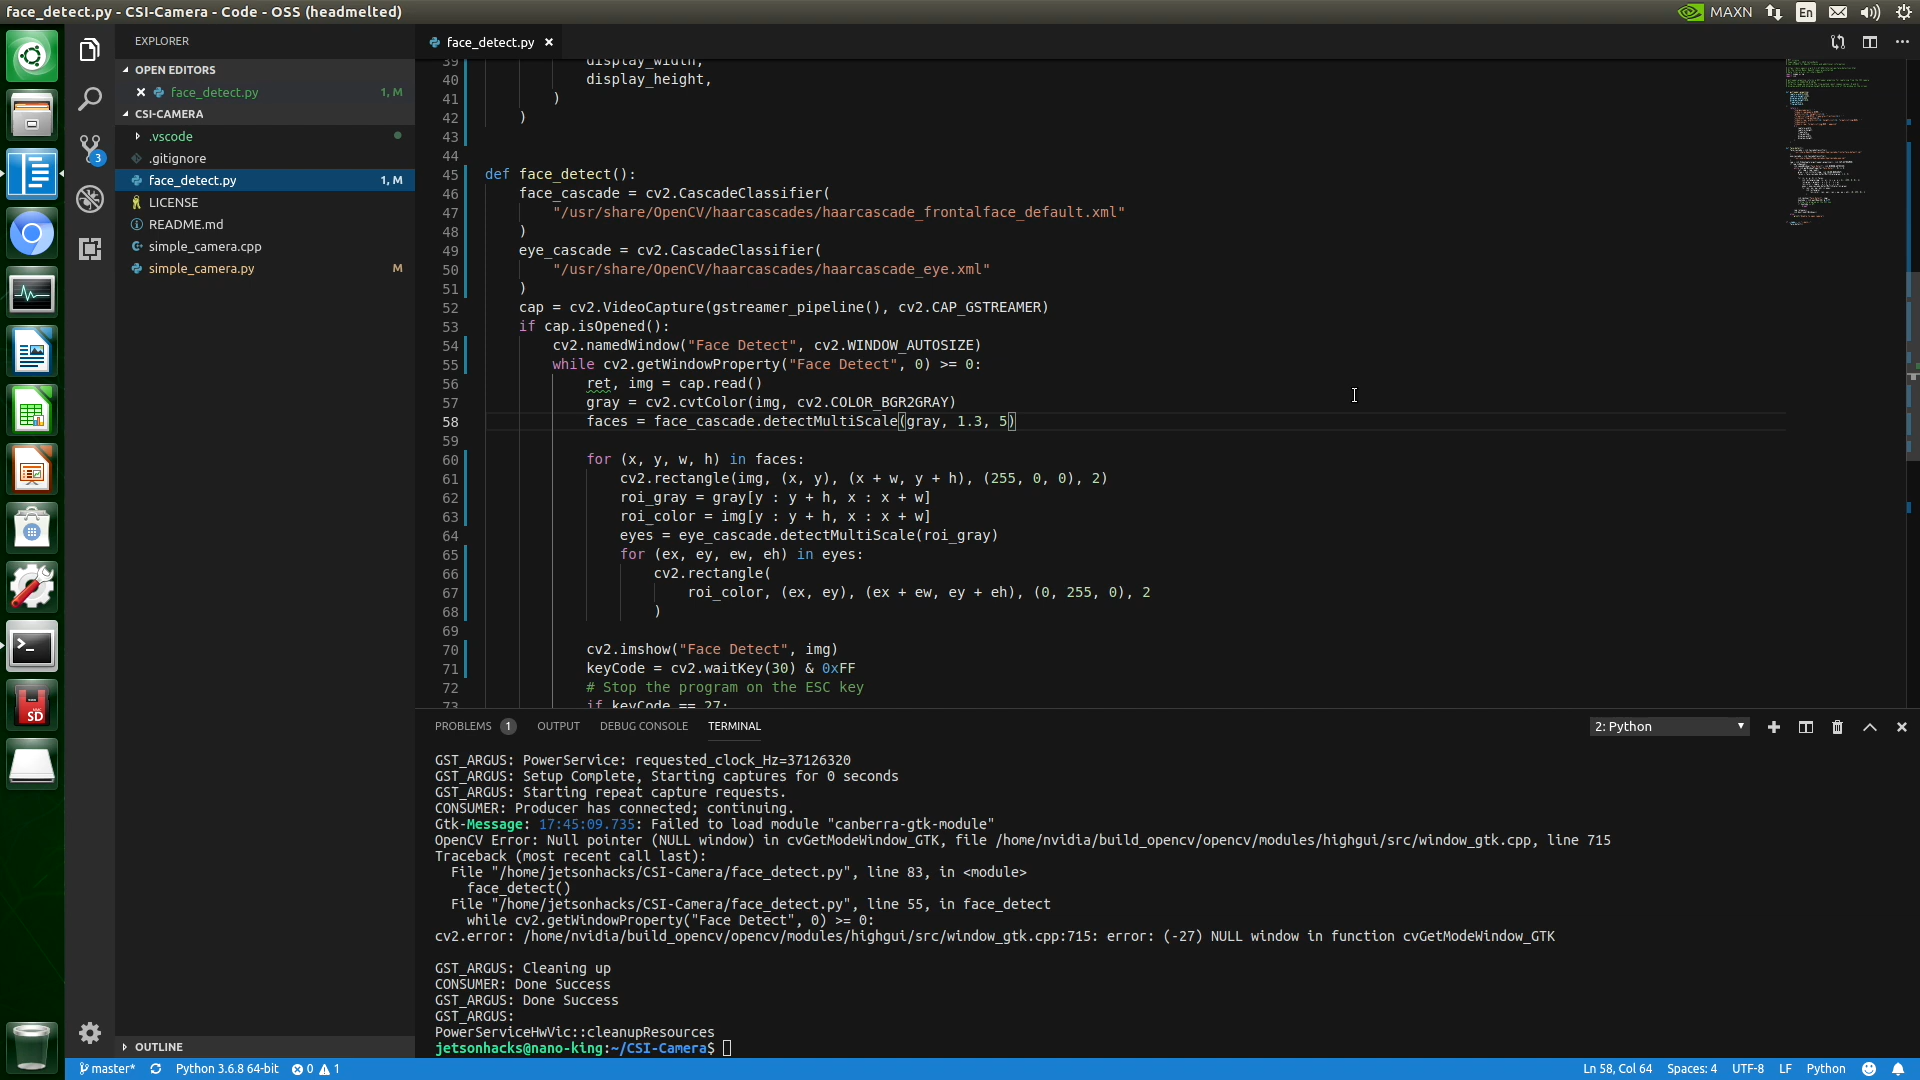 face_detect.py - CSI-Camera - Code - OSS (headmelted)
MAXN
En
EXPLORER
OPEN EDITORS
face_detect.py 1, M
CSI-CAMERA
.vscode
.gitignore
face_detect.py 1, M
LICENSE
README.md
simple_camera.cpp
simple_camera.py M
3
SD
OUTLINE
face_detect.py
39 display_width,
40 display_height,
41 )
42 )
43
44
45 def face_detect():
46 face_cascade = cv2.CascadeClassifier(
47 "/usr/share/OpenCV/haarcascades/haarcascade_frontalface_default.xml"
48 )
49 eye_cascade = cv2.CascadeClassifier(
50 "/usr/share/OpenCV/haarcascades/haarcascade_eye.xml"
51 )
52 cap = cv2.VideoCapture(gstreamer_pipeline(), cv2.CAP_GSTREAMER)
53 if cap.isOpened():
54 cv2.namedWindow("Face Detect", cv2.WINDOW_AUTOSIZE)
55 while cv2.getWindowProperty("Face Detect", 0) >= 0:
56 ret, img = cap.read()
57 gray = cv2.cvtColor(img, cv2.COLOR_BGR2GRAY)
58 faces = face_cascade.detectMultiScale(gray, 1.3, 5)
59
60 for (x, y, w, h) in faces:
61 cv2.rectangle(img, (x, y), (x + w, y + h), (255, 0, 0), 2)
62 roi_gray = gray[y : y + h, x : x + w]
63 roi_color = img[y : y + h, x : x + w]
64 eyes = eye_cascade.detectMultiScale(roi_gray)
65 for (ex, ey, ew, eh) in eyes:
66 cv2.rectangle(
67 roi_color, (ex, ey), (ex + ew, ey + eh), (0, 255, 0), 2
68 )
69
70 cv2.imshow("Face Detect", img)
71 keyCode = cv2.waitKey(30) & 0xFF
72 # Stop the program on the ESC key
73 if keyCode == 27:
PROBLEMS 1 OUTPUT DEBUG CONSOLE TERMINAL 2: Python
GST_ARGUS: PowerService: requested_clock_Hz=37126320
GST_ARGUS: Setup Complete, Starting captures for 0 seconds
GST_ARGUS: Starting repeat capture requests.
CONSUMER: Producer has connected; continuing.
Gtk-Message: 17:45:09.735: Failed to load module "canberra-gtk-module"
OpenCV Error: Null pointer (NULL window) in cvGetModeWindow_GTK, file /home/nvidia/build_opencv/opencv/modules/highgui/src/window_gtk.cpp, line 715
Traceback (most recent call last):
File "/home/jetsonhacks/CSI-Camera/face_detect.py", line 83, in <module>
face_detect()
File "/home/jetsonhacks/CSI-Camera/face_detect.py", line 55, in face_detect
while cv2.getWindowProperty("Face Detect", 0) >= 0:
cv2.error: /home/nvidia/build_opencv/opencv/modules/highgui/src/window_gtk.cpp:715: error: (-27) NULL window in function cvGetModeWindow_GTK
GST_ARGUS: Cleaning up
CONSUMER: Done Success
GST_ARGUS: Done Success
GST_ARGUS:
PowerServiceHwVic::cleanupResources
jetsonhacks@nano-king:~/CSI-Camera$
master* Python 3.6.8 64-bit 0 1 Ln 58, Col 64 Spaces: 4 UTF-8 LF Python